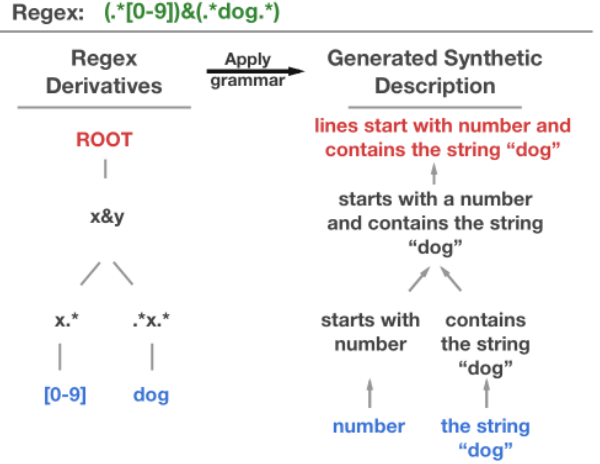 Regex: (.*[0-9])&(.*dog.*)
Regex
Derivatives
Apply
grammar
Generated Synthetic
Description
ROOT
x&y
x.* .*x.*
[0-9] dog
lines start with number and
contains the string “dog”
starts with a number
and contains the string
“dog”
starts with
number
contains
the string
“dog”
number
the string
“dog”